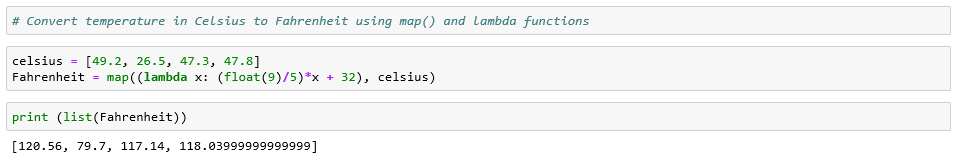 # Convert temperature in Celsius to Fahrenheit using map() and lambda functions
celsius = [49.2, 26.5, 47.3, 47.8]
Fahrenheit = map((lambda x: (float(9)/5)*x + 32), celsius)
print (list(Fahrenheit))
[120.56, 79.7, 117.14, 118.03999999999999]